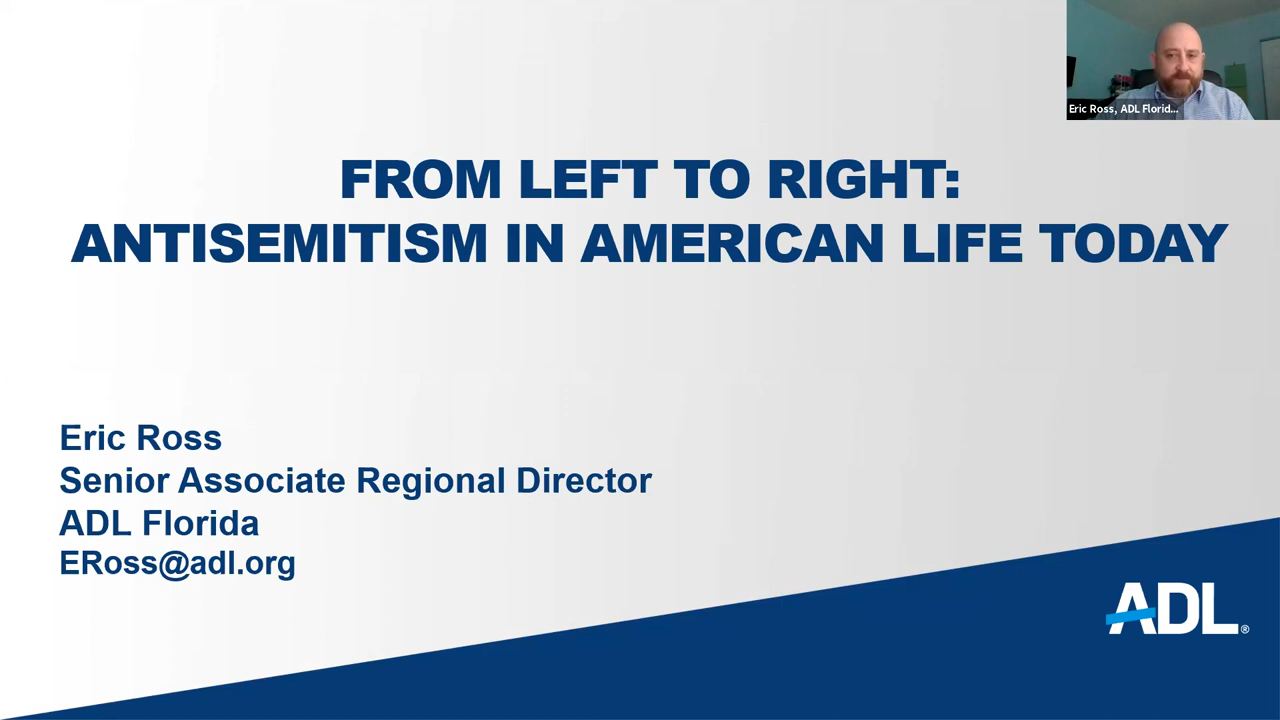 Eric Ross, ADL Florid...
FROM LEFT TO RIGHT:
ANTISEMITISM IN AMERICAN LIFE TODAY
Eric Ross
Senior Associate Regional Director
ADL Florida
ERoss@adl.org
ADL®